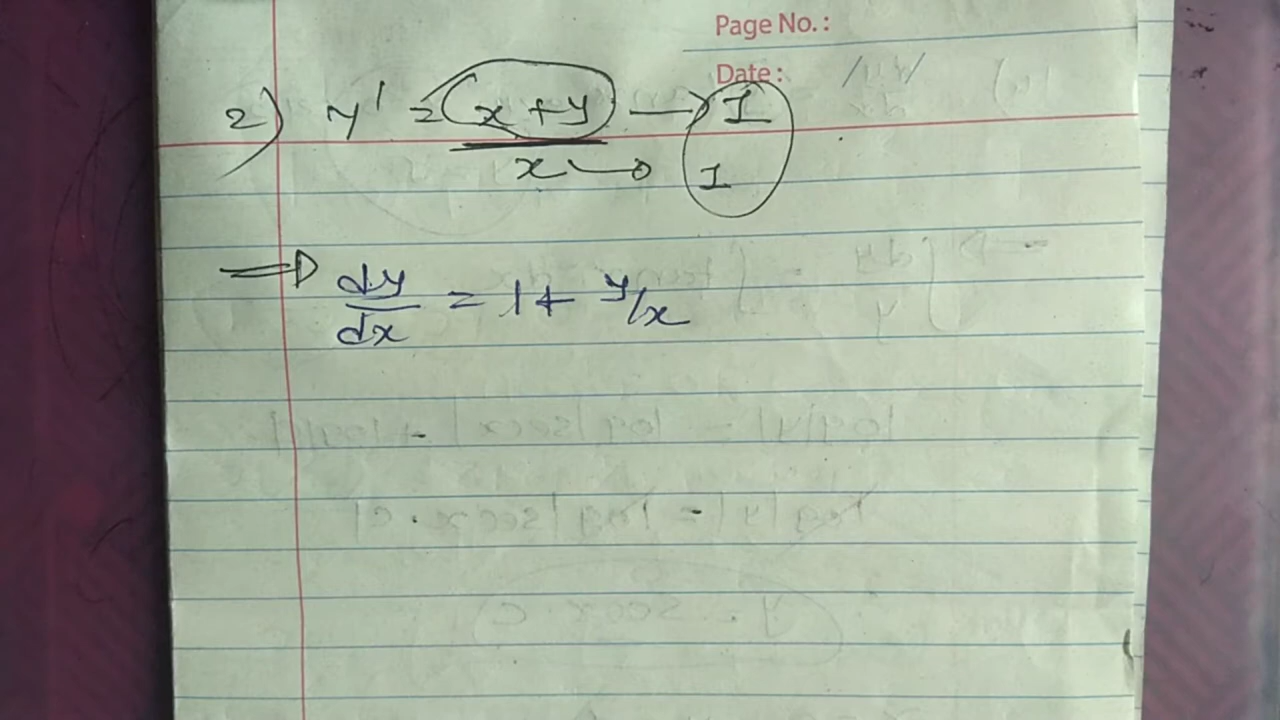 Page No. :
Date :
2) y' = x + y → 1
x → 1
⇒ dy/dx = 1 + y/x